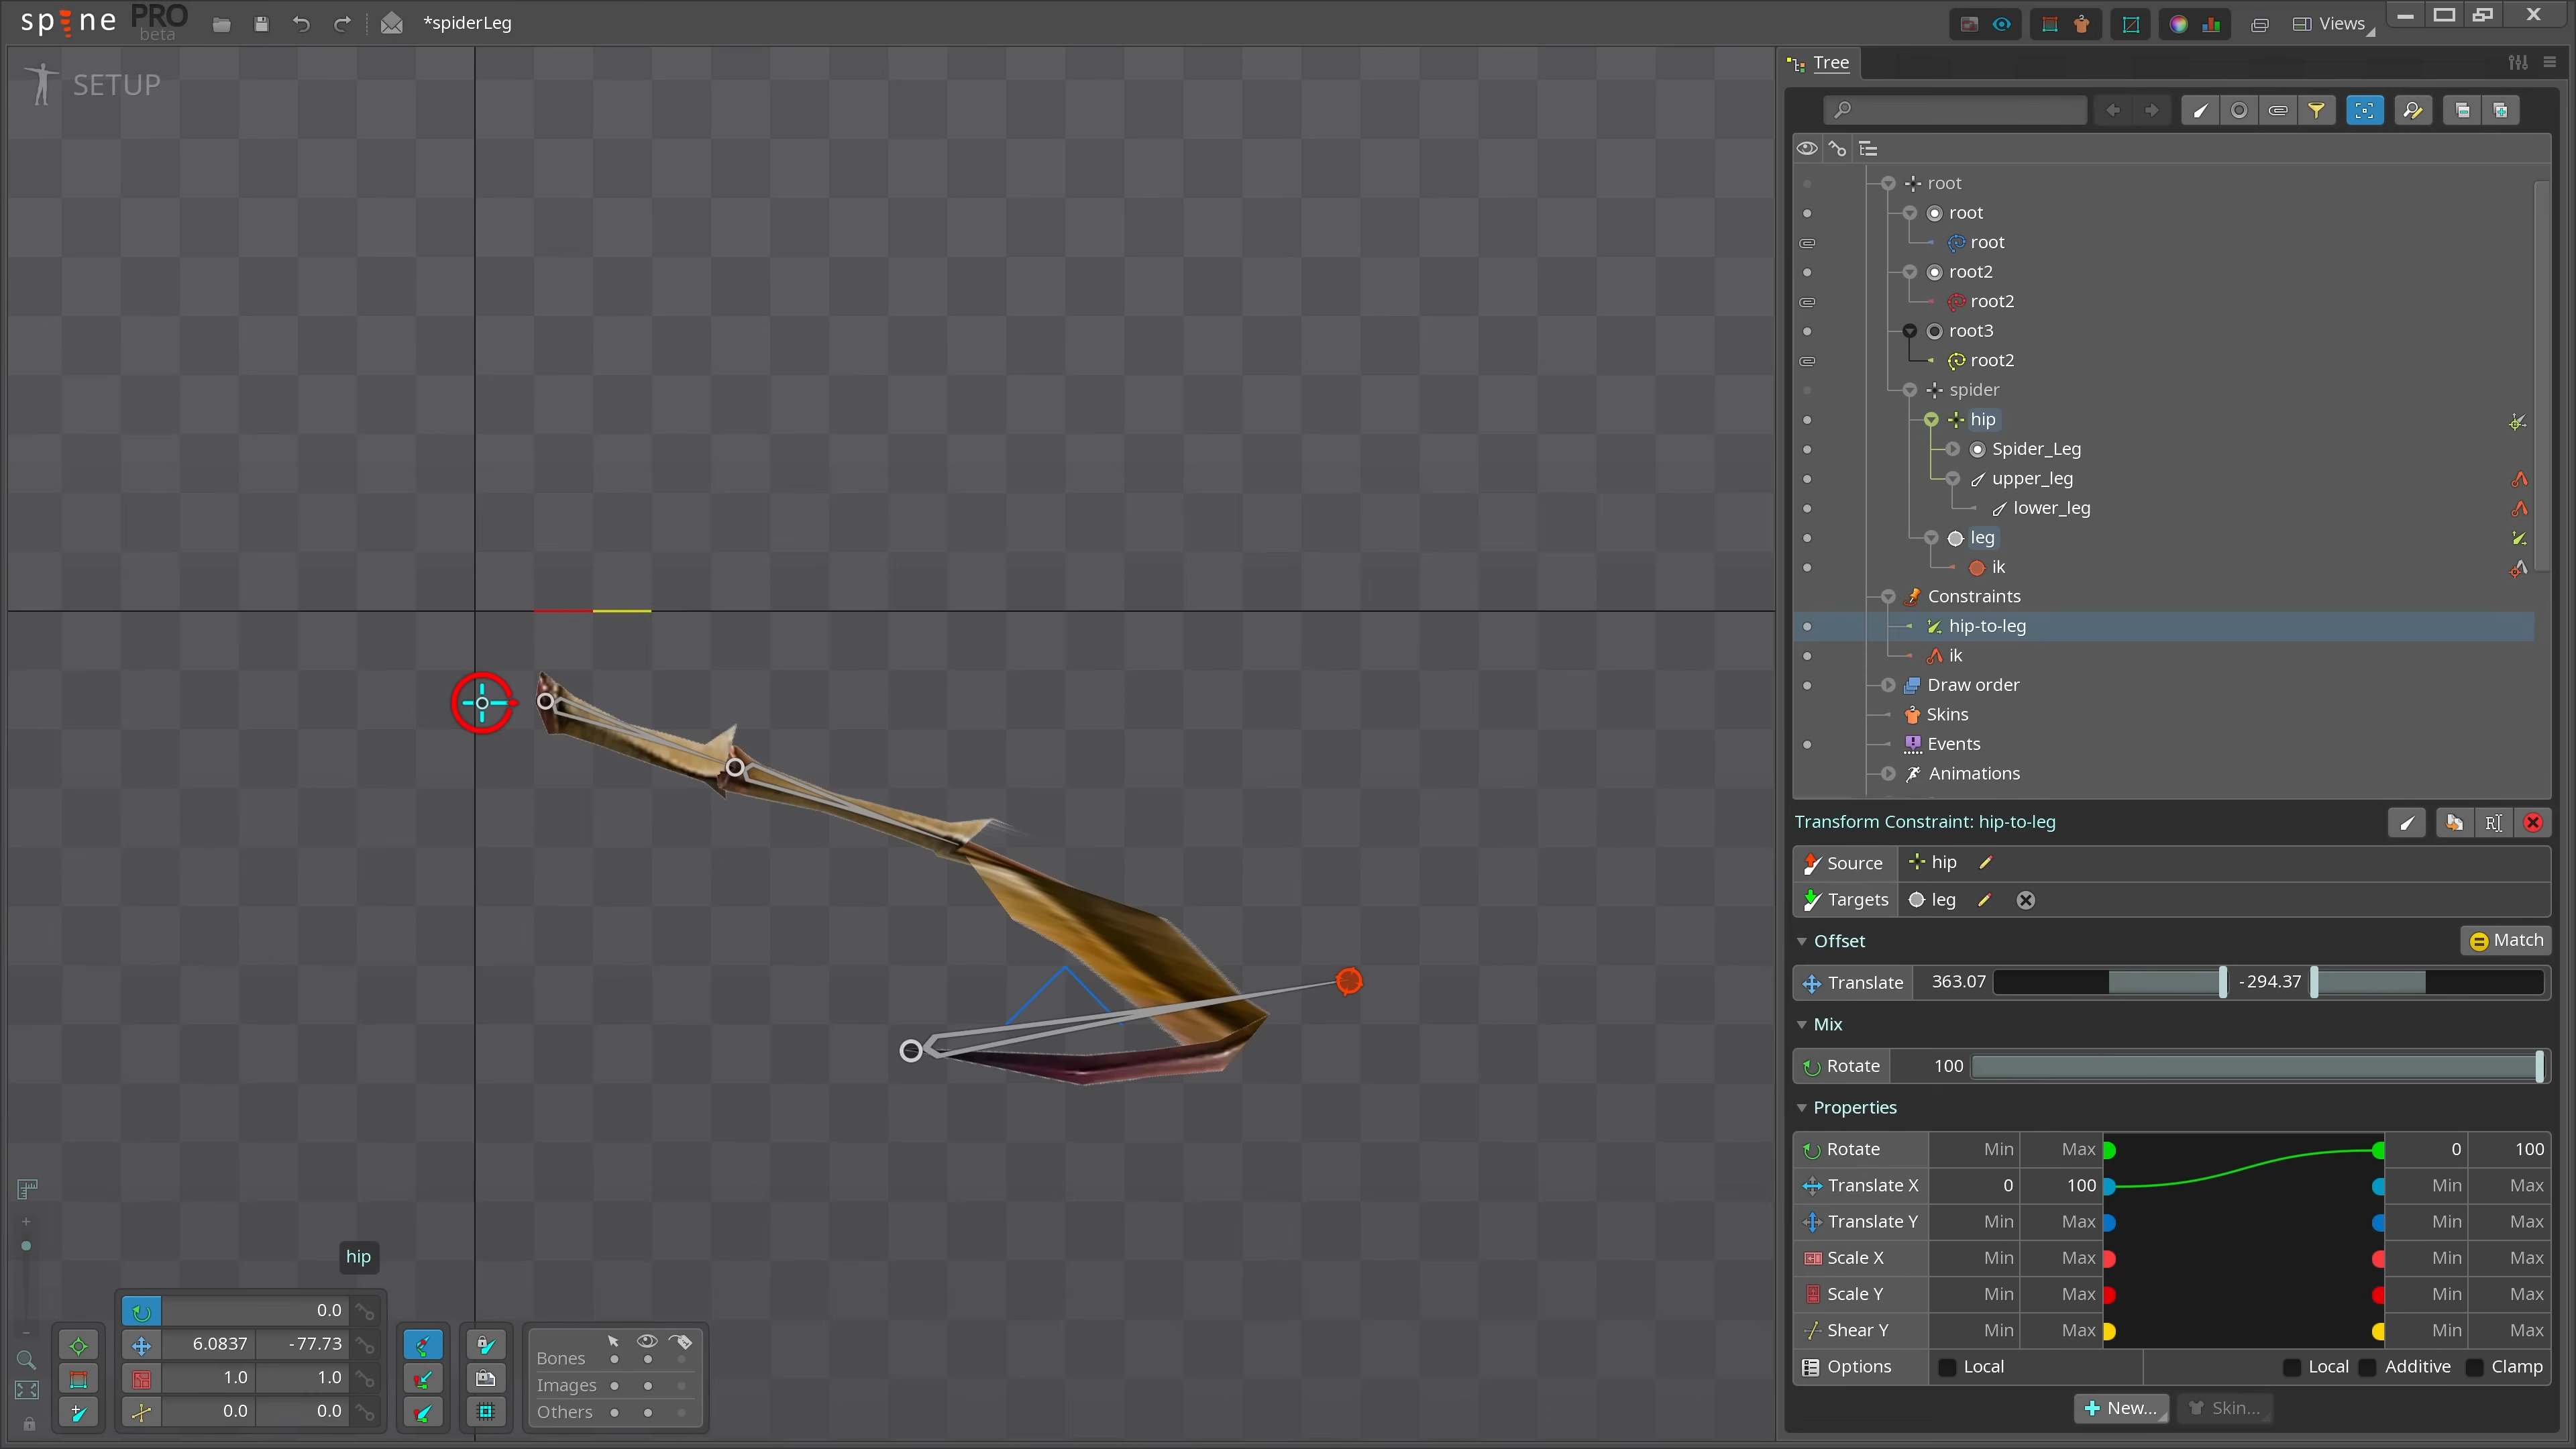 spine PRO beta *spiderLeg Views
SETUP
Tree
root
root
root
root2
root2
root3
root2
spider
hip
Spider_Leg
upper_leg
lower_leg
leg
ik
Constraints
hip-to-leg
ik
Draw order
Skins
Events
Animations
Transform Constraint: hip-to-leg
Source hip
Targets leg
Offset Match
Translate 363.07 -294.37
Mix
Rotate 100
Properties
Rotate Min Max 0 100
Translate X 0 100 Min Max
Translate Y Min Max Min Max
Scale X Min Max Min Max
Scale Y Min Max Min Max
Shear Y Min Max Min Max
Options Local Local Additive Clamp
New... Skin...
hip
0.0
6.0837 -77.73
1.0 1.0
0.0 0.0
Bones
Images
Others